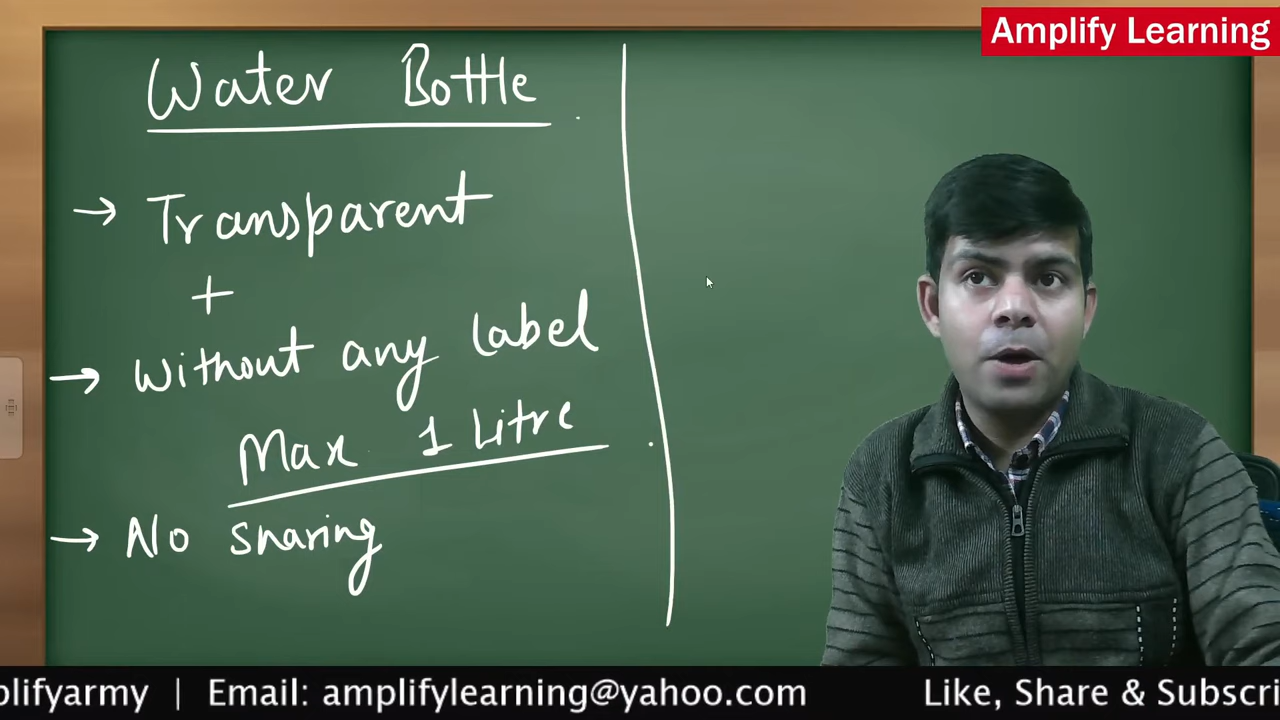 Amplify Learning
Water Bottle
→ Transparent
+
→ Without any label
Max 1 Litre
→ No sharing
plifyarmy | Email: amplifylearning@yahoo.com Like, Share & Subscri